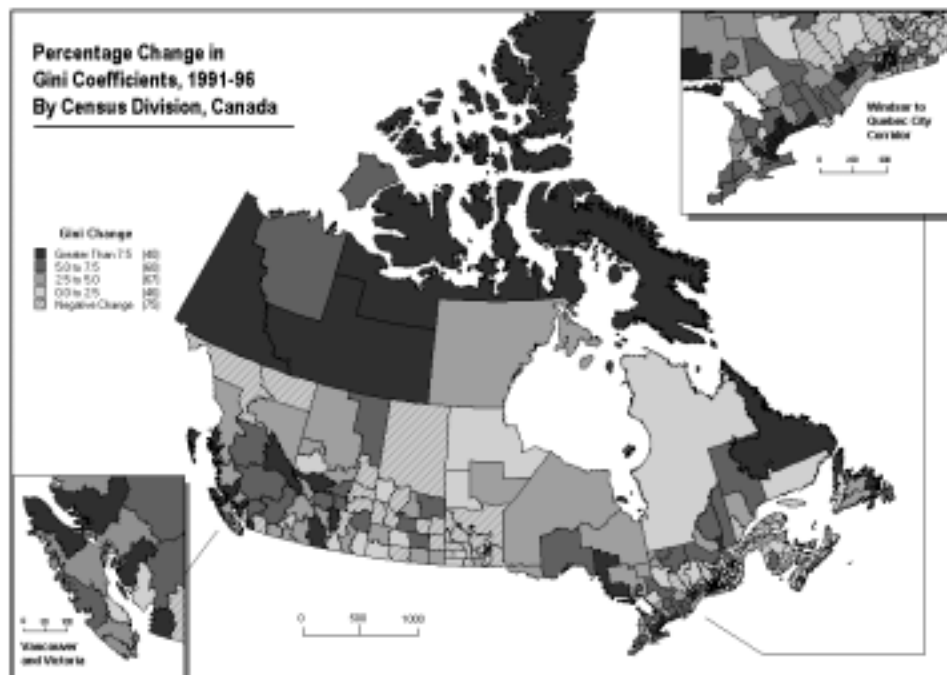 Percentage Change in
Gini Coefficients, 1991-96
By Census Division, Canada
Windsor to
Quebec City
Corridor
Gini Change
Greater Than 7.5
5.0 to 7.5
2.5 to 5.0
0.0 to 2.5
Negative Change (75)
0 500 1000
Vancouver
and Victoria